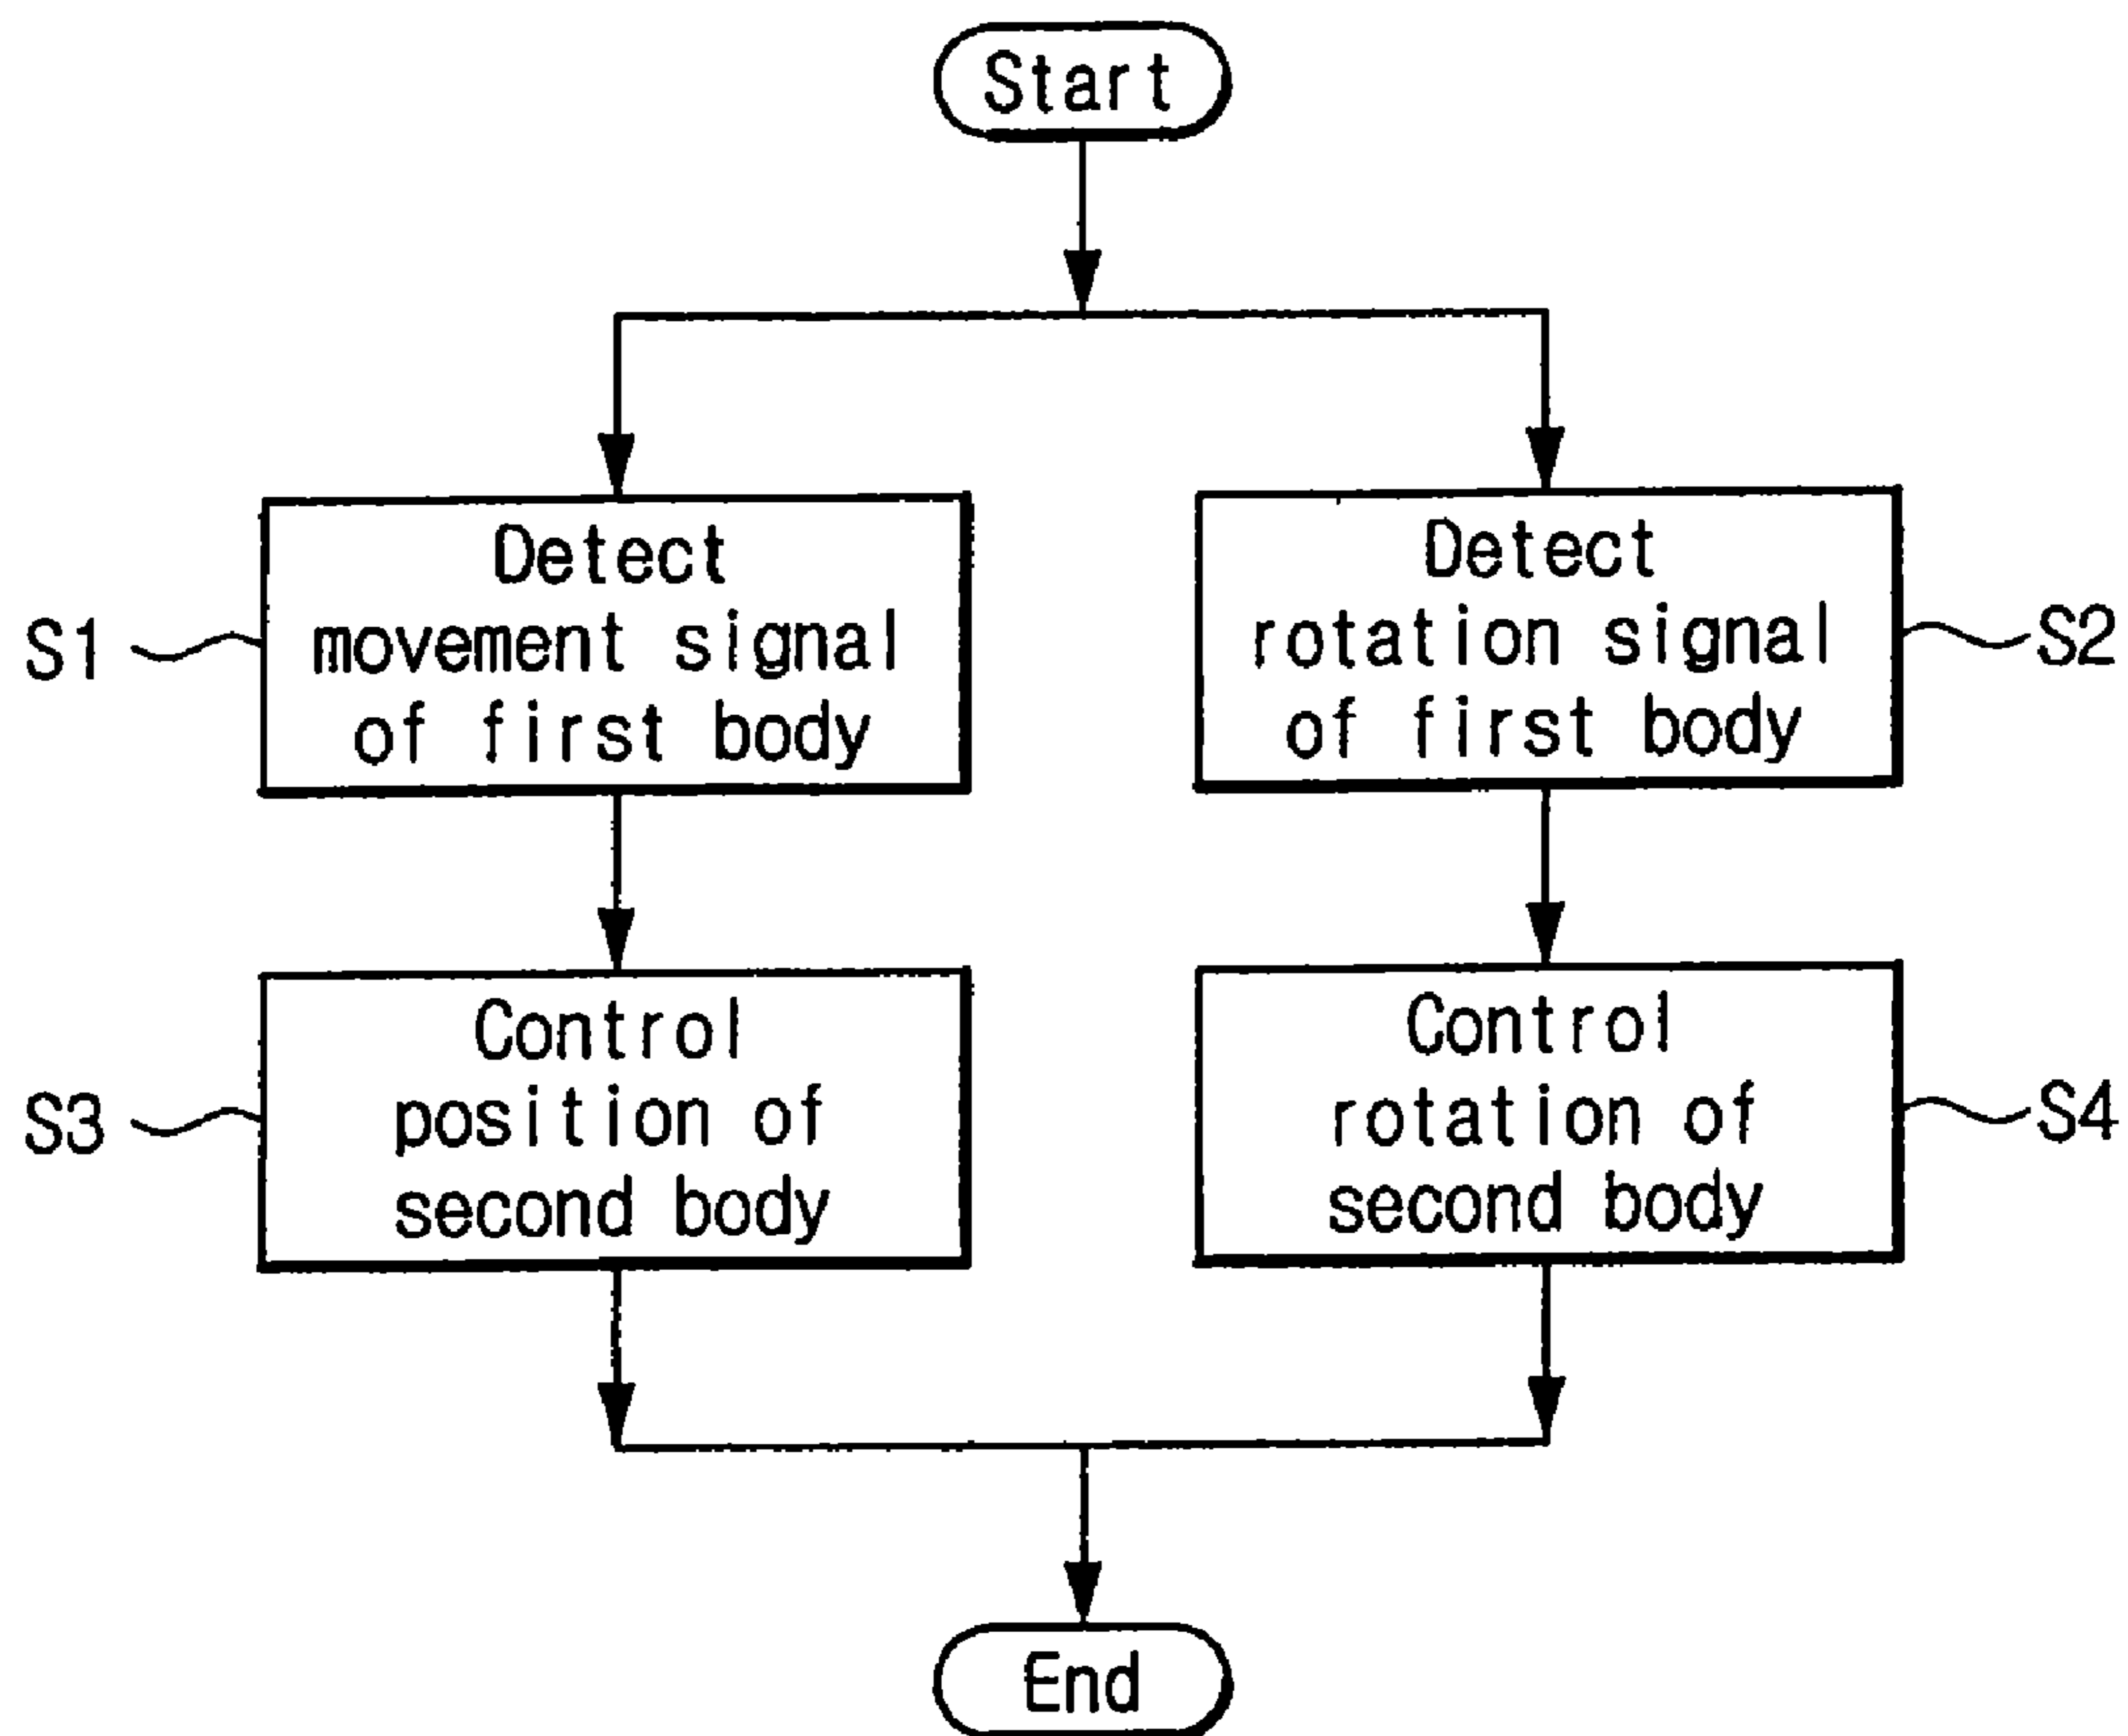 Start
S1
Detect
movement signal
of first body
Detect
rotation signal
of first body
S2
S3
Control
position of
second body
Control
rotation of
second body
S4
End